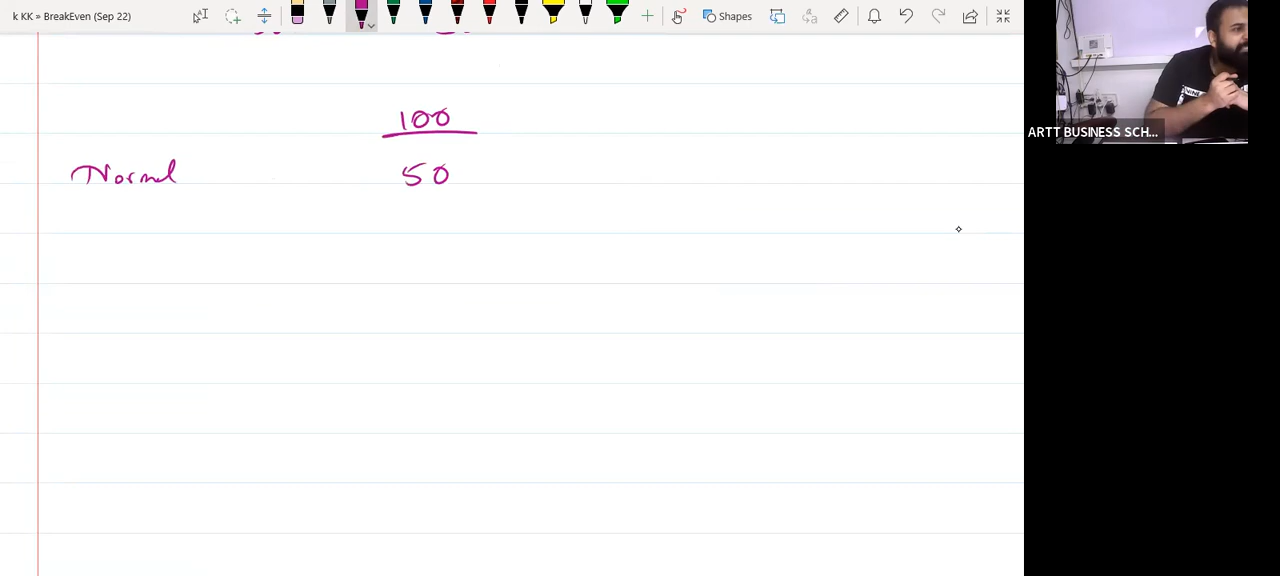 k KK » BreakEven (Sep 22)
Shapes
ARTT BUSINESS SCH...
100
Normal 50